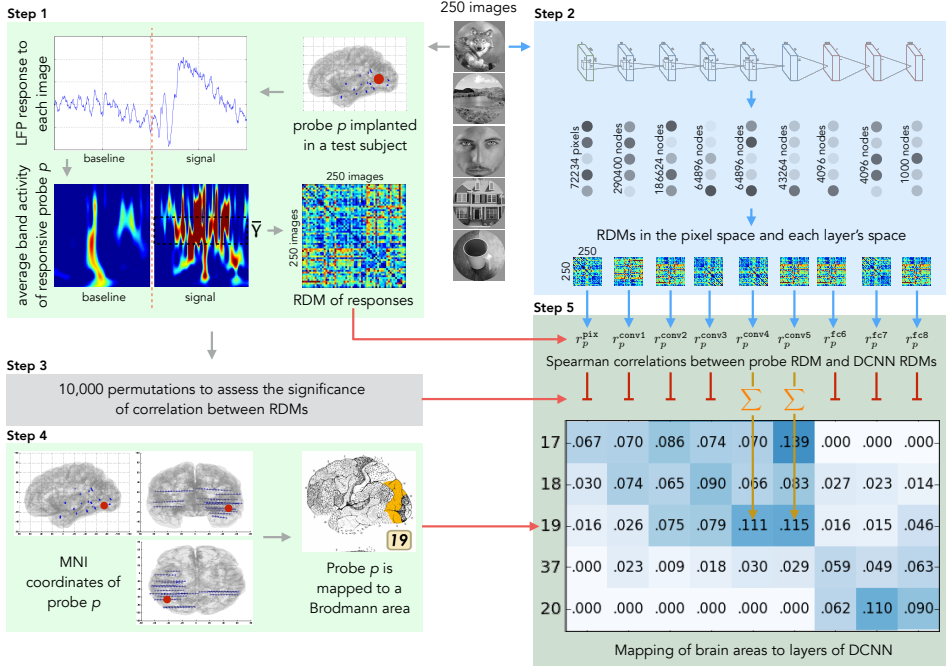 Step 1
250 images
Step 2
LFP response to
each image
baseline
signal
probe p implanted
in a test subject
average band activity
of responsive probe p
baseline
signal
γ
250 images
250 images
RDM of responses
72234 pixels
290400 nodes
186624 nodes
64896 nodes
64896 nodes
43264 nodes
4096 nodes
4096 nodes
1000 nodes
RDMs in the pixel space and each layer's space
250
250
Step 3
10,000 permutations to assess the significance
of correlation between RDMs
Step 4
MNI
coordinates of
probe p
19
Probe p is
mapped to a
Brodmann area
Step 5
r_p^pix r_p^conv1 r_p^conv2 r_p^conv3 r_p^conv4 r_p^conv5 r_p^fc6 r_p^fc7 r_p^fc8
Spearman correlations between probe RDM and DCNN RDMs
Σ Σ
17 .067 .070 .086 .074 .070 .139 .000 .000 .000
18 .030 .074 .065 .090 .066 .083 .027 .023 .014
19 .016 .026 .075 .079 .111 .115 .016 .015 .046
37 .000 .023 .009 .018 .030 .029 .059 .049 .063
20 .000 .000 .000 .000 .000 .000 .062 .110 .090
Mapping of brain areas to layers of DCNN